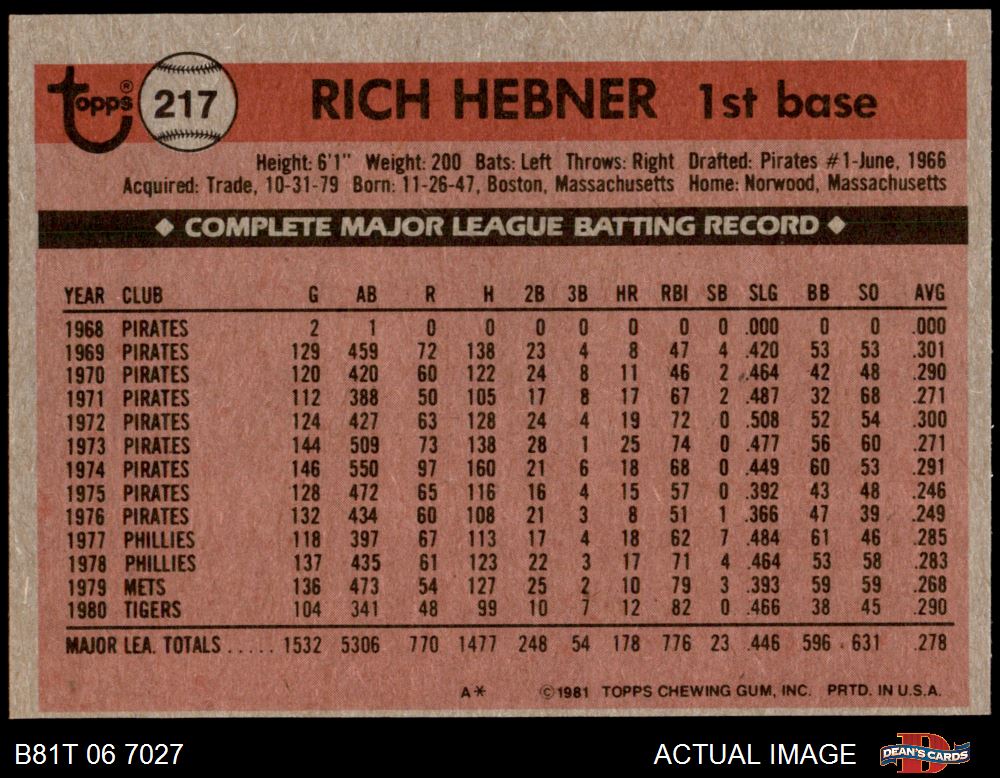 Topps® 217 RICH HEBNER 1st base
Height: 6'1" Weight: 200 Bats: Left Throws: Right Drafted: Pirates #1-June, 1966
Acquired: Trade, 10-31-79 Born: 11-26-47, Boston, Massachusetts Home: Norwood, Massachusetts
◆ COMPLETE MAJOR LEAGUE BATTING RECORD ◆
YEAR CLUB G AB R H 2B 3B HR RBI SB SLG BB SO AVG
1968 PIRATES 2 1 0 0 0 0 0 0 0 .000 0 0 .000
1969 PIRATES 129 459 72 138 23 4 8 47 4 .420 53 53 .301
1970 PIRATES 120 420 60 122 24 8 11 46 2 .464 42 48 .290
1971 PIRATES 112 388 50 105 17 8 17 67 2 .487 32 68 .271
1972 PIRATES 124 427 63 128 24 4 19 72 0 .508 52 54 .300
1973 PIRATES 144 509 73 138 28 1 25 74 0 .477 56 60 .271
1974 PIRATES 146 550 97 160 21 6 18 68 0 .449 60 53 .291
1975 PIRATES 128 472 65 116 16 4 15 57 0 .392 43 48 .246
1976 PIRATES 132 434 60 108 21 3 8 51 1 .366 47 39 .249
1977 PHILLIES 118 397 67 113 17 4 18 62 7 .484 61 46 .285
1978 PHILLIES 137 435 61 123 22 3 17 71 4 .464 53 58 .283
1979 METS 136 473 54 127 25 2 10 79 3 .393 59 59 .268
1980 TIGERS 104 341 48 99 10 7 12 82 0 .466 38 45 .290
MAJOR LEA. TOTALS ..... 1532 5306 770 1477 248 54 178 776 23 .446 596 631 .278
A* ©1981 TOPPS CHEWING GUM, INC. PRTD. IN U.S.A.
B81T 06 7027 ACTUAL IMAGE DEAN'S CARDS